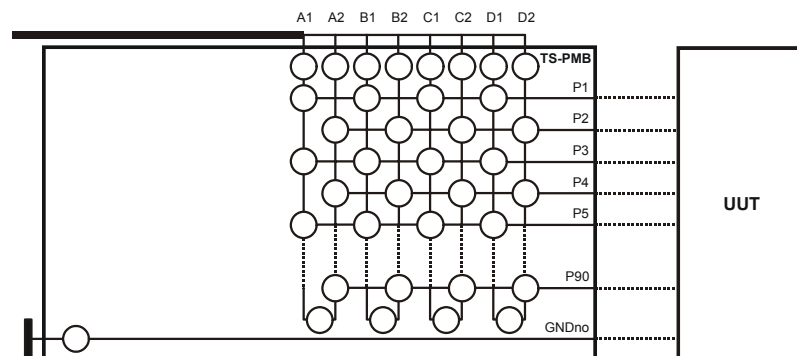 A1 A2 B1 B2 C1 C2 D1 D2
TS-PMB
P1
P2
P3
P4
P5
UUT
P90
GNDno